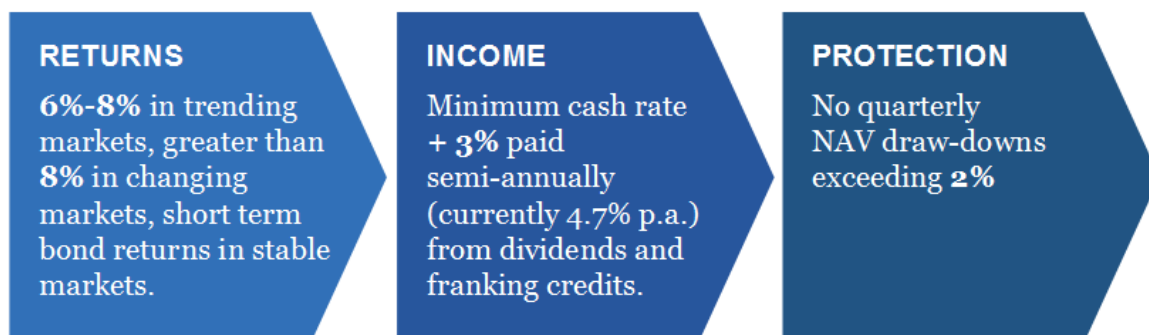 RETURNS
6%-8% in trending
markets, greater than
8% in changing
markets, short term
bond returns in stable
markets.
INCOME
Minimum cash rate
+ 3% paid
semi-annually
(currently 4.7% p.a.)
from dividends and
franking credits.
PROTECTION
No quarterly
NAV draw-downs
exceeding 2%